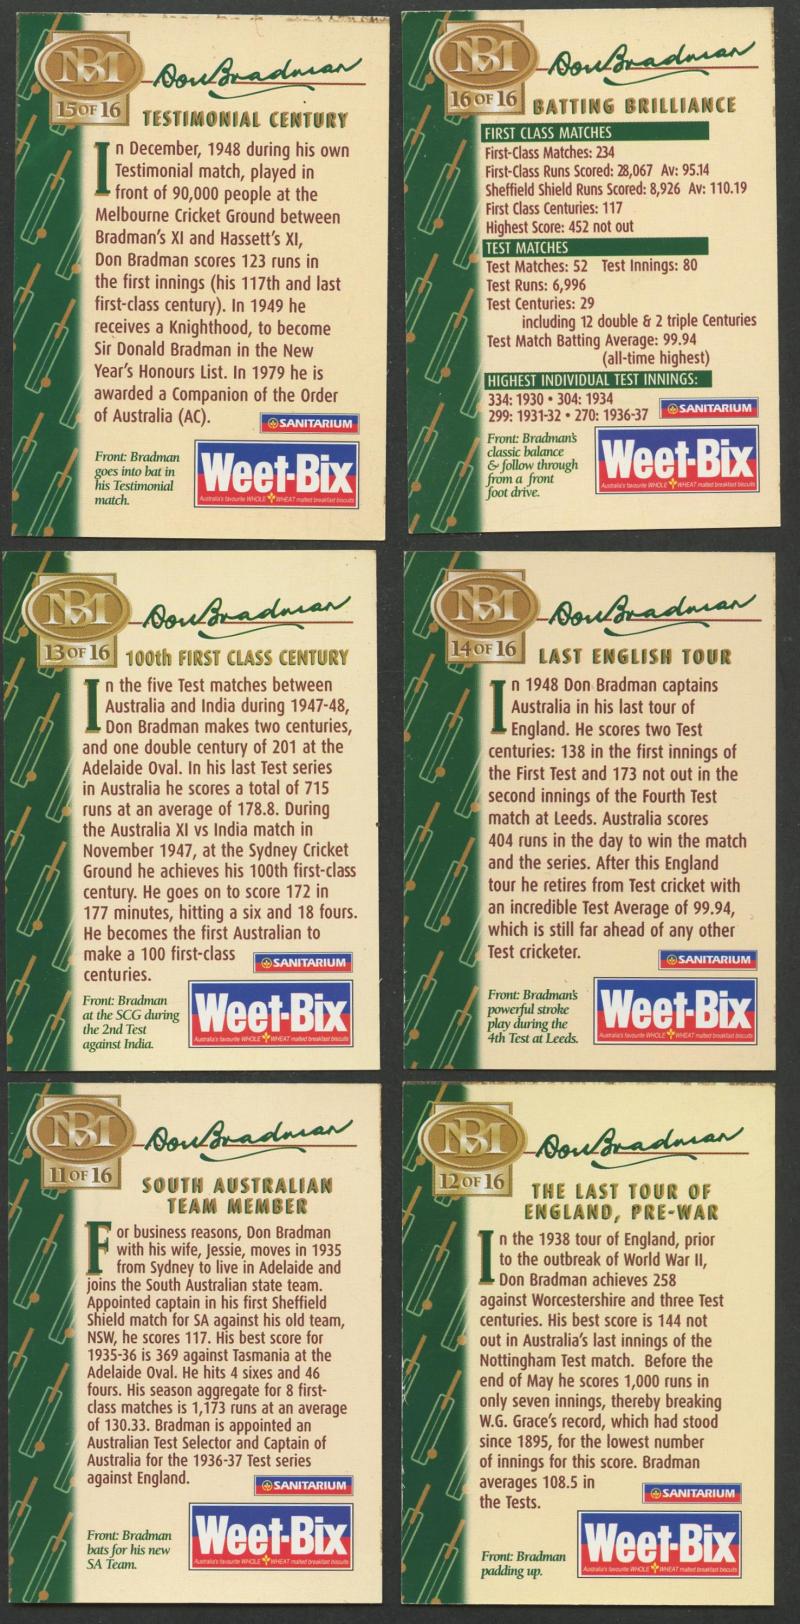 BM
Don Bradman
15 OF 16
TESTIMONIAL CENTURY
In December, 1948 during his own
Testimonial match, played in
front of 90,000 people at the
Melbourne Cricket Ground between
Bradman's XI and Hassett's XI,
Don Bradman scores 123 runs in
the first innings (his 117th and last
first-class century). In 1949 he
receives a Knighthood, to become
Sir Donald Bradman in the New
Year's Honours List. In 1979 he is
awarded a Companion of the Order
of Australia (AC).
SANITARIUM
Front: Bradman
goes into bat in
his Testimonial
match.
Weet-Bix
Australia's favourite WHOLE WHEAT malted breakfast biscuits
BM
Don Bradman
16 OF 16
BATTING BRILLIANCE
FIRST CLASS MATCHES
First-Class Matches: 234
First-Class Runs Scored: 28,067 Av: 95.14
Sheffield Shield Runs Scored: 8,926 Av: 110.19
First Class Centuries: 117
Highest Score: 452 not out
TEST MATCHES
Test Matches: 52 Test Innings: 80
Test Runs: 6,996
Test Centuries: 29
including 12 double & 2 triple Centuries
Test Match Batting Average: 99.94
(all-time highest)
HIGHEST INDIVIDUAL TEST INNINGS:
334: 1930 • 304: 1934
299: 1931-32 • 270: 1936-37
SANITARIUM
Front: Bradman's
classic balance
& follow through
from a front
foot drive.
Weet-Bix
Australia's favourite WHOLE WHEAT malted breakfast biscuits
BM
Don Bradman
13 OF 16
100th FIRST CLASS CENTURY
In the five Test matches between
Australia and India during 1947-48,
Don Bradman makes two centuries,
and one double century of 201 at the
Adelaide Oval. In his last Test series
in Australia he scores a total of 715
runs at an average of 178.8. During
the Australia XI vs India match in
November 1947, at the Sydney Cricket
Ground he achieves his 100th first-class
century. He goes on to score 172 in
177 minutes, hitting a six and 18 fours.
He becomes the first Australian to
make a 100 first-class
centuries.
SANITARIUM
Front: Bradman
at the SCG during
the 2nd Test
against India.
Weet-Bix
Australia's favourite WHOLE WHEAT malted breakfast biscuits
BM
Don Bradman
14 OF 16
LAST ENGLISH TOUR
In 1948 Don Bradman captains
Australia in his last tour of
England. He scores two Test
centuries: 138 in the first innings of
the First Test and 173 not out in the
second innings of the Fourth Test
match at Leeds. Australia scores
404 runs in the day to win the match
and the series. After this England
tour he retires from Test cricket with
an incredible Test Average of 99.94,
which is still far ahead of any other
Test cricketer.
SANITARIUM
Front: Bradman's
powerful stroke
play during the
4th Test at Leeds.
Weet-Bix
Australia's favourite WHOLE WHEAT malted breakfast biscuits
BM
Don Bradman
11 OF 16
SOUTH AUSTRALIAN
TEAM MEMBER
For business reasons, Don Bradman
with his wife, Jessie, moves in 1935
from Sydney to live in Adelaide and
joins the South Australian state team.
Appointed captain in his first Sheffield
Shield match for SA against his old team,
NSW, he scores 117. His best score for
1935-36 is 369 against Tasmania at the
Adelaide Oval. He hits 4 sixes and 46
fours. His season aggregate for 8 first-
class matches is 1,173 runs at an average
of 130.33. Bradman is appointed an
Australian Test Selector and Captain of
Australia for the 1936-37 Test series
against England.
SANITARIUM
Front: Bradman
bats for his new
SA Team.
Weet-Bix
Australia's favourite WHOLE WHEAT malted breakfast biscuits
BM
Don Bradman
12 OF 16
THE LAST TOUR OF
ENGLAND, PRE-WAR
In the 1938 tour of England, prior
to the outbreak of World War II,
Don Bradman achieves 258
against Worcestershire and three Test
centuries. His best score is 144 not
out in Australia's last innings of the
Nottingham Test match. Before the
end of May he scores 1,000 runs in
only seven innings, thereby breaking
W.G. Grace's record, which had stood
since 1895, for the lowest number
of innings for this score. Bradman
averages 108.5 in
the Tests.
SANITARIUM
Front: Bradman
padding up.
Weet-Bix
Australia's favourite WHOLE WHEAT malted breakfast biscuits